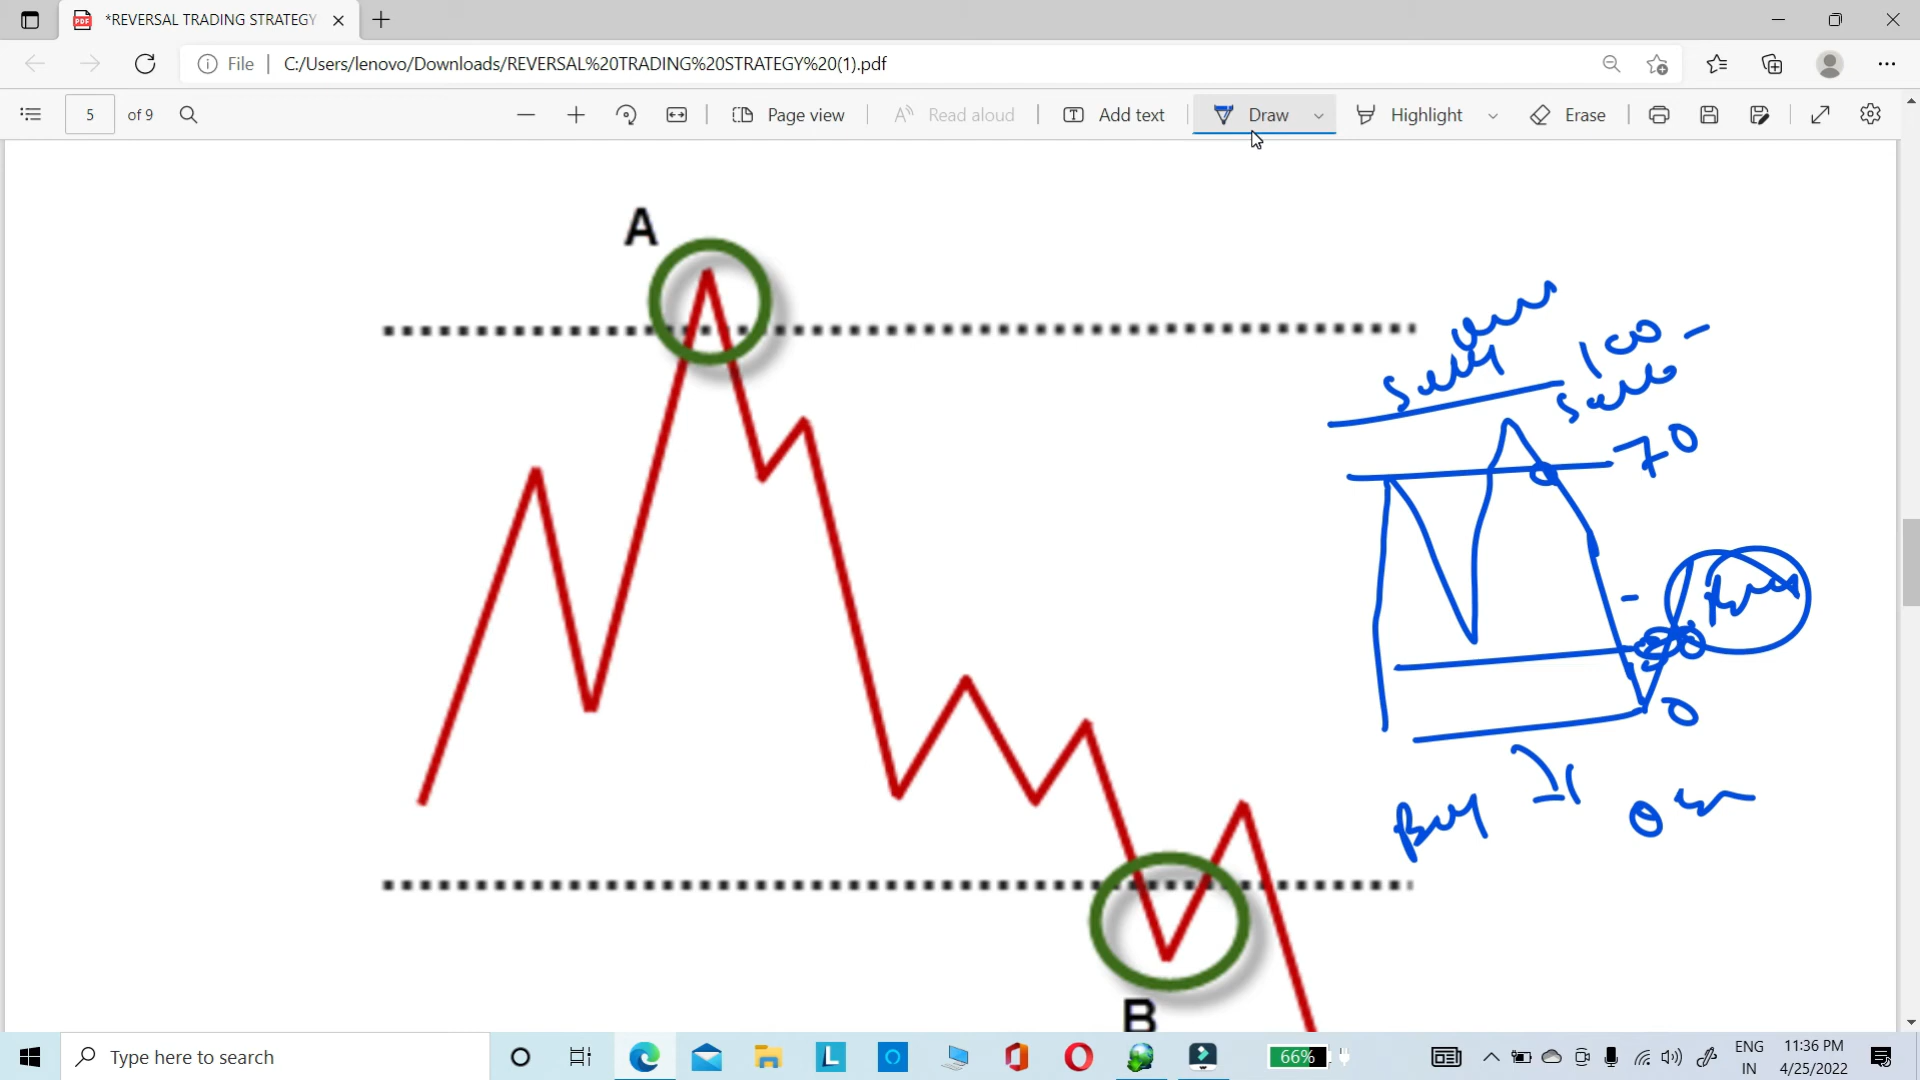 *REVERSAL TRADING STRATEGY
File C:/Users/lenovo/Downloads/REVERSAL%20TRADING%20STRATEGY%20(1).pdf
5 of 9 Page view Read aloud Add text Draw Highlight Erase
A
100
70
0
Buy
B
Type here to search
L
66%
ENG
IN
11:36 PM
4/25/2022